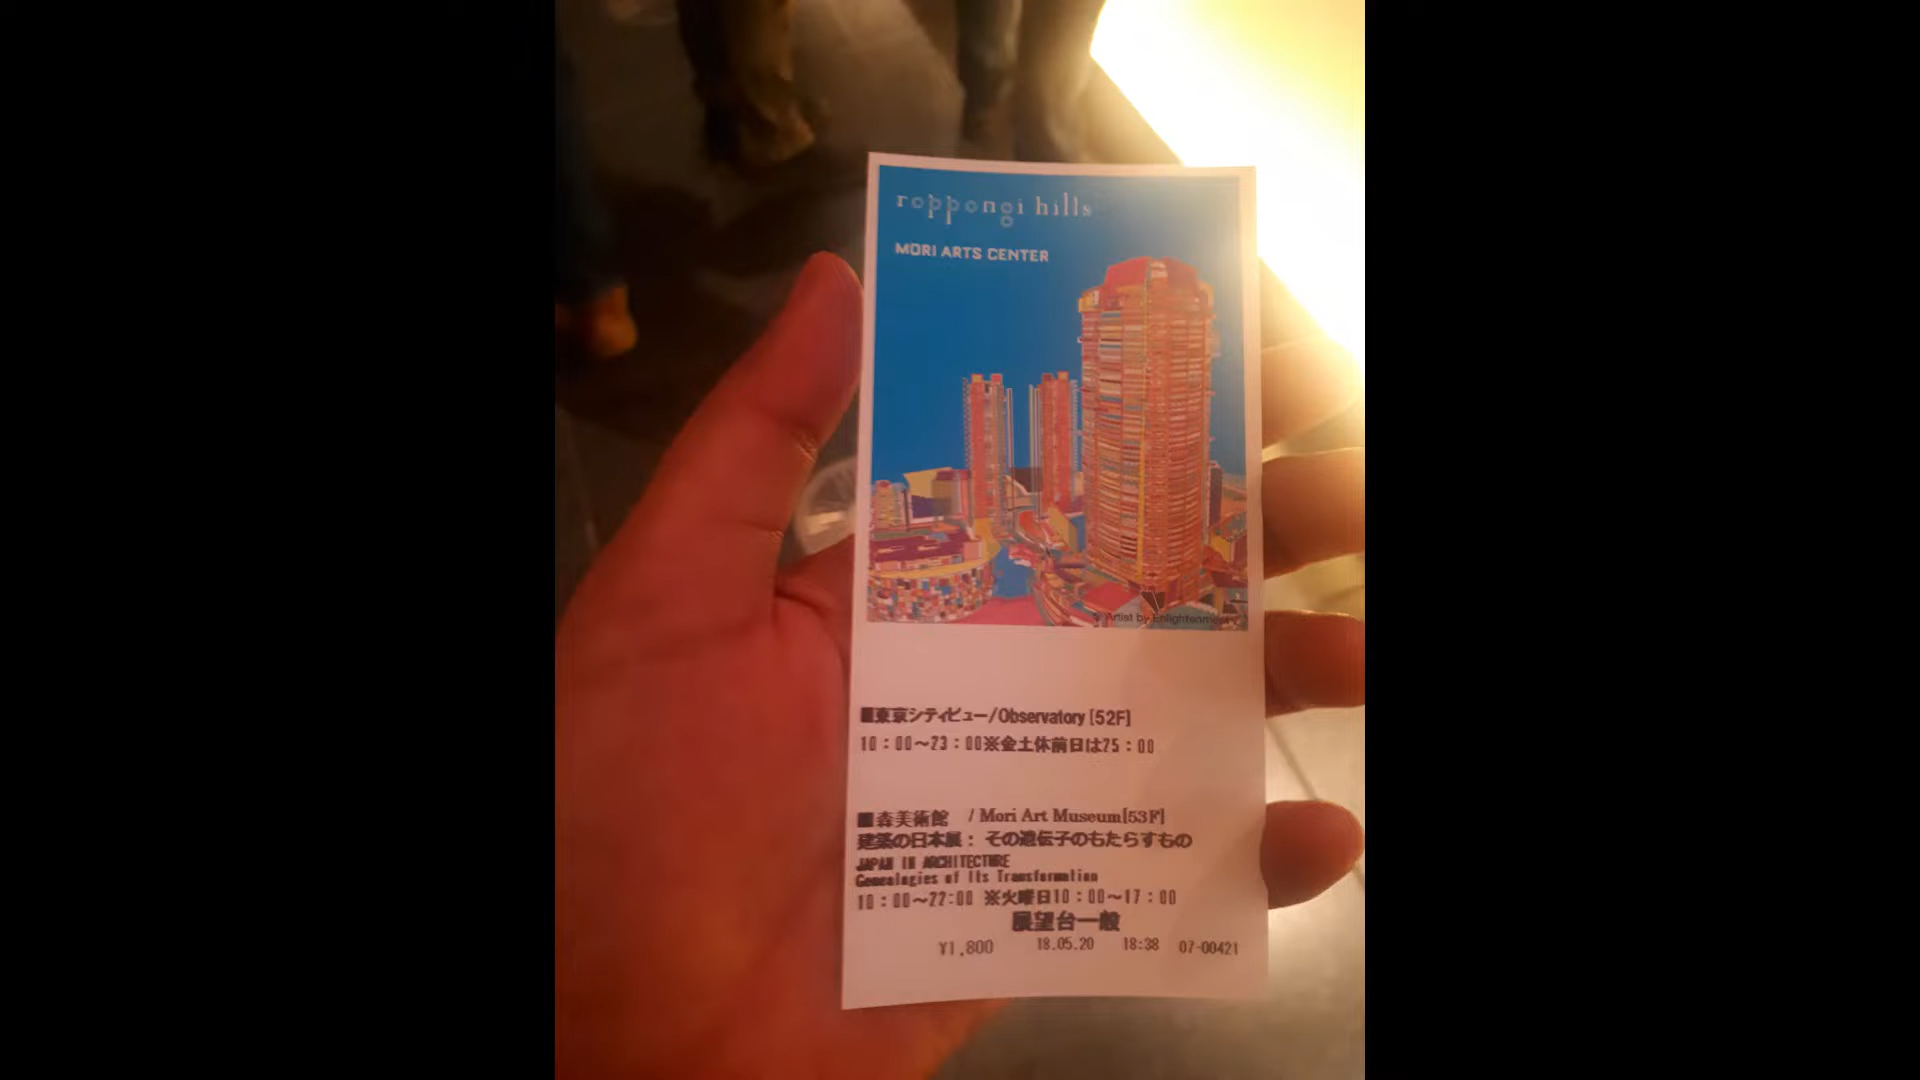 roppongi hills
MORI ARTS CENTER
Artist by Enlightenment
■東京シティビュー/Observatory [52F]
10:00～23:00※金土休前日は25:00
■森美術館 / Mori Art Museum[53F]
建築の日本展：その遺伝子のもたらすもの
JAPAN IN ARCHITECTURE
Genealogies of Its Transformation
10:00～22:00 ※火曜日10:00～17:00
展望台一般
¥1,800 18.05.20 18:38 07-00421